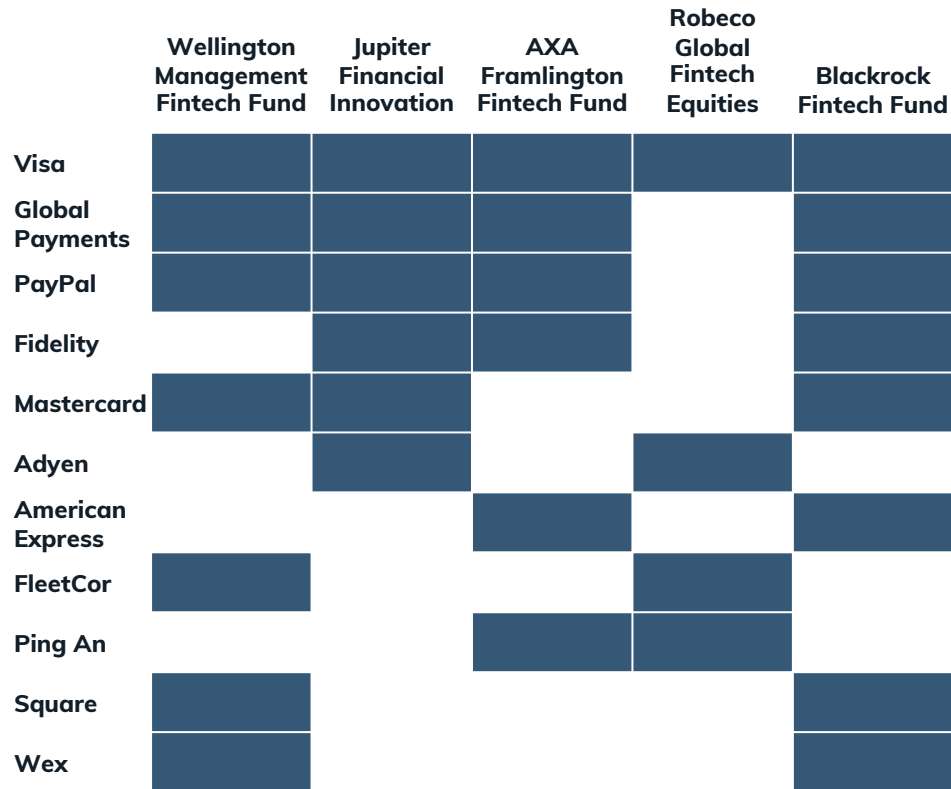 Wellington
Management
Fintech Fund
Jupiter
Financial
Innovation
AXA
Framlington
Fintech Fund
Robeco
Global
Fintech
Equities
Blackrock
Fintech Fund
Visa
Global
Payments
PayPal
Fidelity
Mastercard
Adyen
American
Express
FleetCor
Ping An
Square
Wex